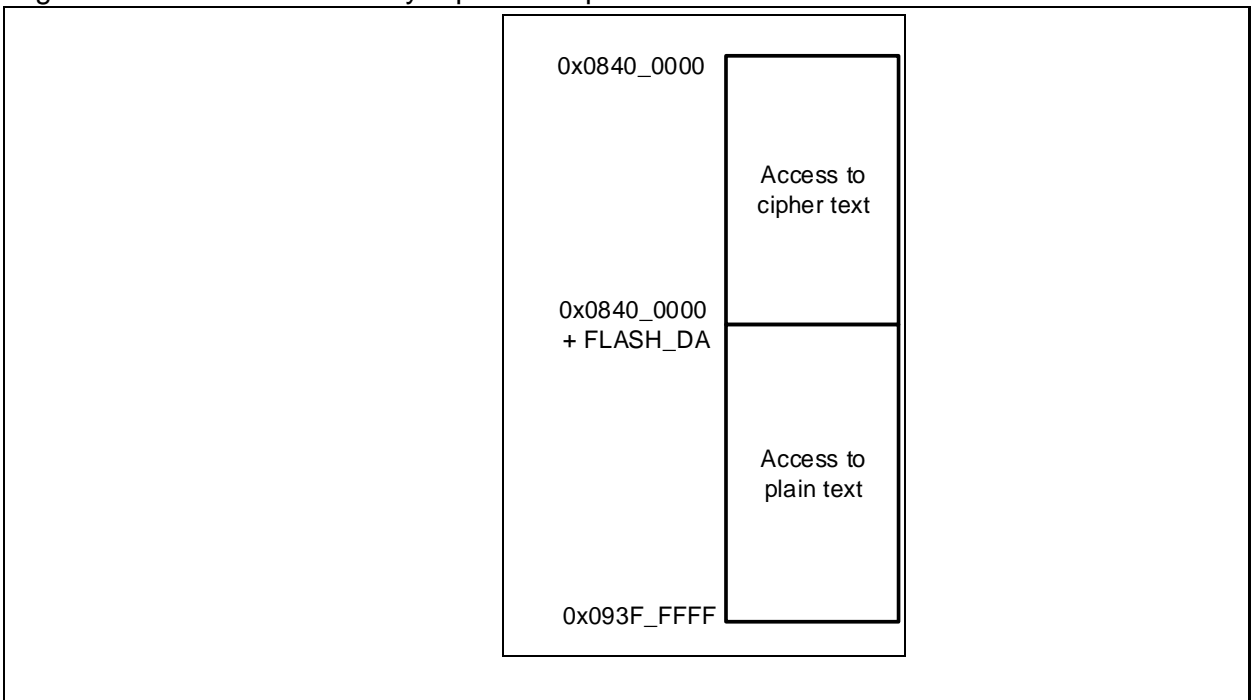 0x0840_0000
Access to
cipher text
0x0840_0000
+ FLASH_DA
Access to
plain text
0x093F_FFFF